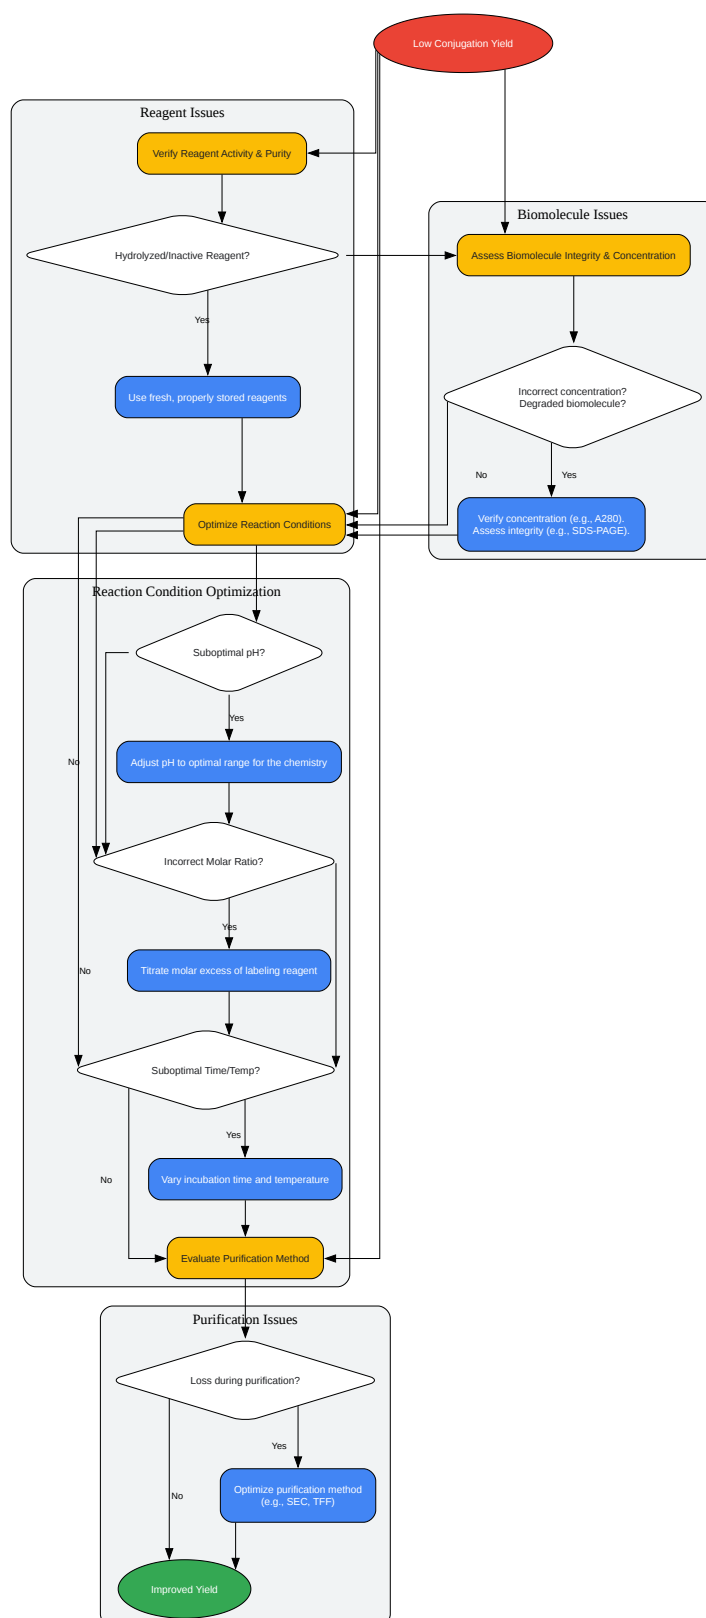 Low Conjugation Yield
Reagent Issues
Verify Reagent Activity & Purity
Biomolecule Issues
Hydrolyzed/Inactive Reagent?
Assess Biomolecule Integrity & Concentration
Yes
Use fresh, properly stored reagents
Incorrect concentration?
Degraded biomolecule?
No
Yes
Optimize Reaction Conditions
Verify concentration (e.g., A280).
Assess integrity (e.g., SDS-PAGE).
Reaction Condition Optimization
Suboptimal pH?
Yes
No
Adjust pH to optimal range for the chemistry
Incorrect Molar Ratio?
Yes
No
Titrate molar excess of labeling reagent
Suboptimal Time/Temp?
Yes
No
Vary incubation time and temperature
Evaluate Purification Method
Purification Issues
Loss during purification?
Yes
No
Optimize purification method
(e.g., SEC, TFF)
Improved Yield